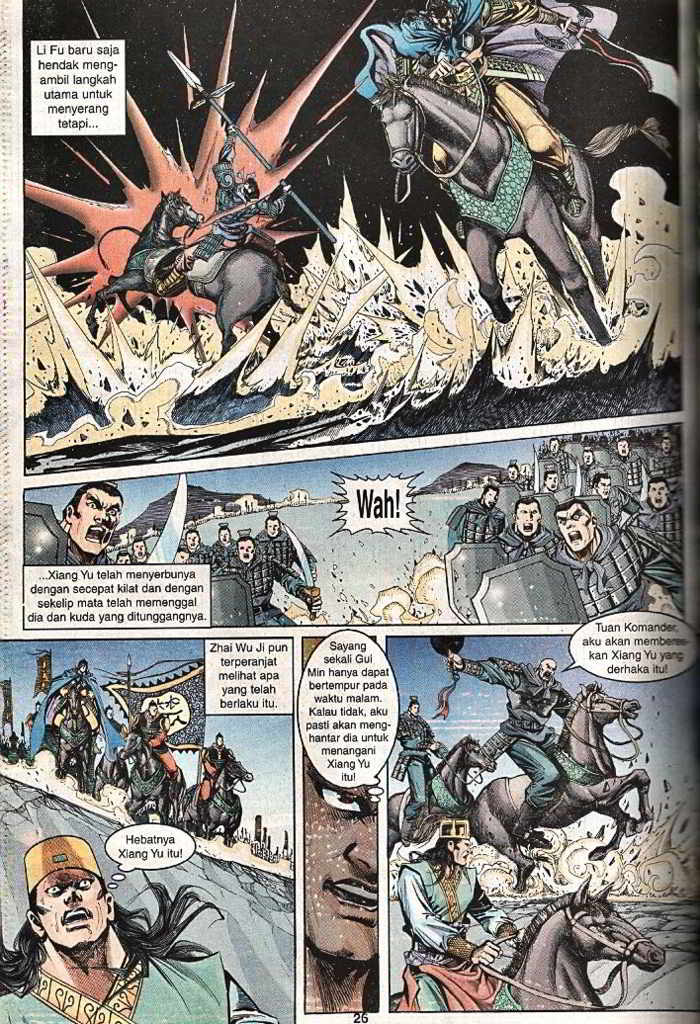 Li Fu baru saja
hendak meng-
ambil langkah
utama untuk
menyerang
tetapi...
Wah!
...Xiang Yu telah menyerbunya
dengan secepat kilat dan dengan
sekelip mata telah memenggal
dia dan kuda yang ditunggangnya.
Zhai Wu Ji pun
terperanjat
melihat apa
yang telah
berlaku itu.
Hebatnya
Xiang Yu itu!
Sayang
sekali Gui
Min hanya dapat
bertempur pada
waktu malam.
Kalau tidak, aku
pasti akan meng-
hantar dia untuk
menangani
Xiang Yu
itu!
Tuan Komander,
aku akan memberes-
kan Xiang Yu yang
derhaka itu!
26